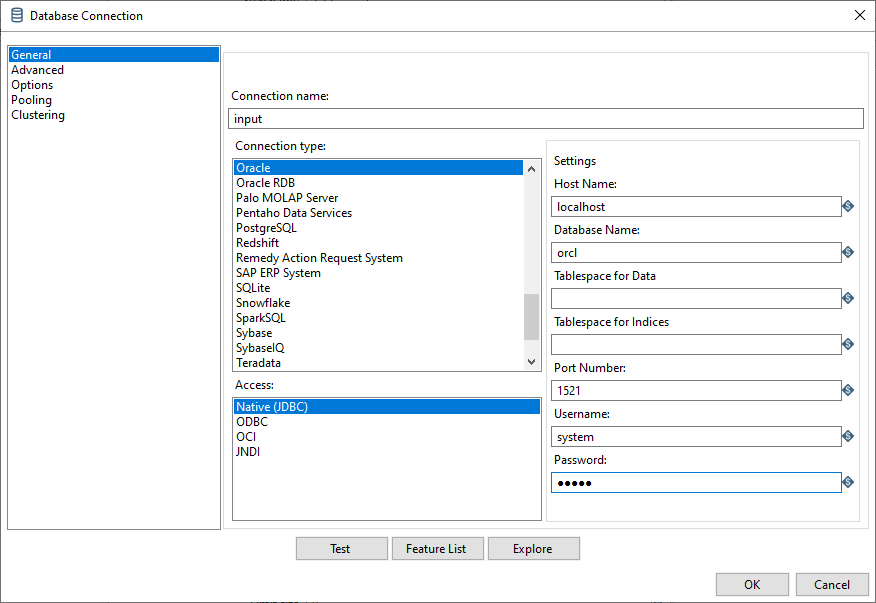 Database Connection
General
Advanced
Options
Pooling
Clustering
Connection name:
input
Connection type:
Oracle
Oracle RDB
Palo MOLAP Server
Pentaho Data Services
PostgreSQL
Redshift
Remedy Action Request System
SAP ERP System
SQLite
Snowflake
SparkSQL
Sybase
SybaseIQ
Teradata
Access:
Native (JDBC)
ODBC
OCI
JNDI
Settings
Host Name:
localhost
Database Name:
orcl
Tablespace for Data
Tablespace for Indices
Port Number:
1521
Username:
system
Password:
●●●●●
Test
Feature List
Explore
OK
Cancel